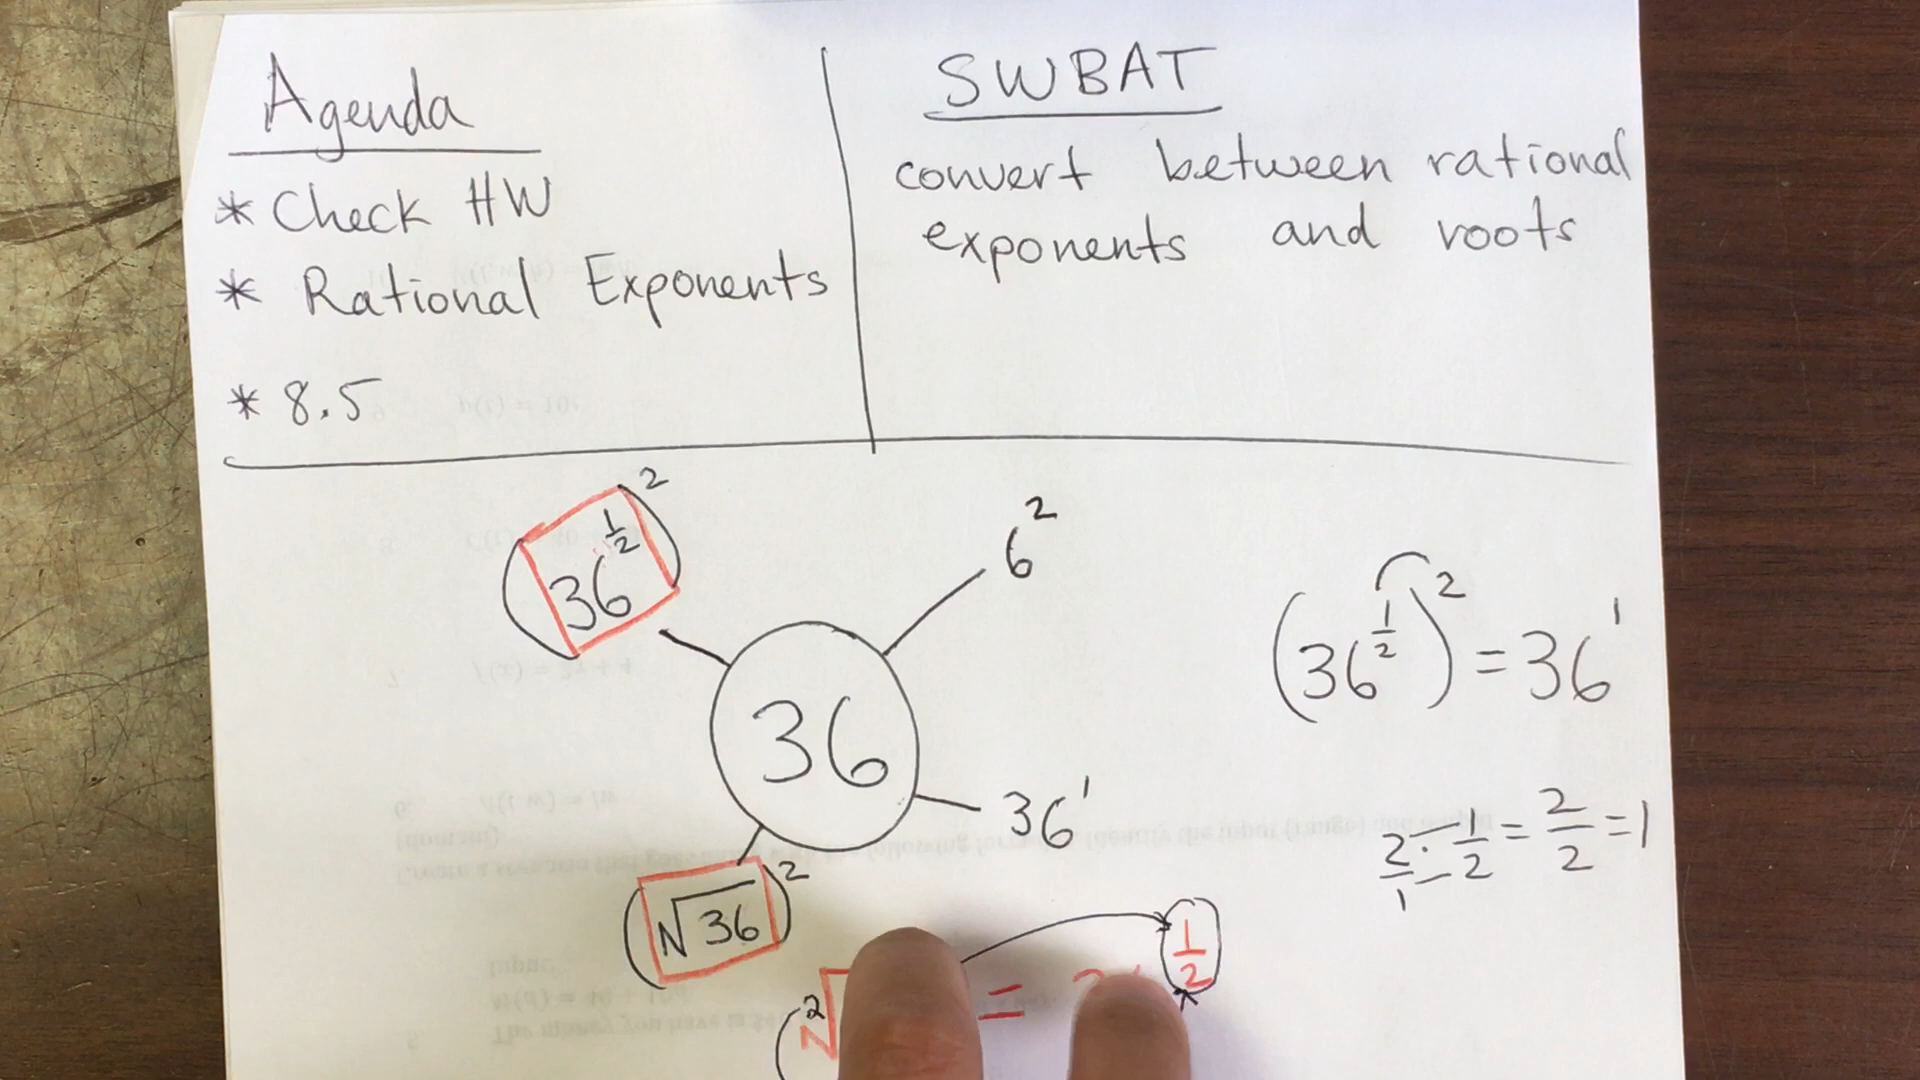 Agenda
* Check HW
* Rational Exponents
* 8.5
SWBAT
convert between rational
exponents and roots
(36^{1/2})^2
6^2
36
36^1
(√36)^2
(36^{1/2})^2 = 36^1
2/1 · 1/2 = 2/2 = 1
2√ = 1/2